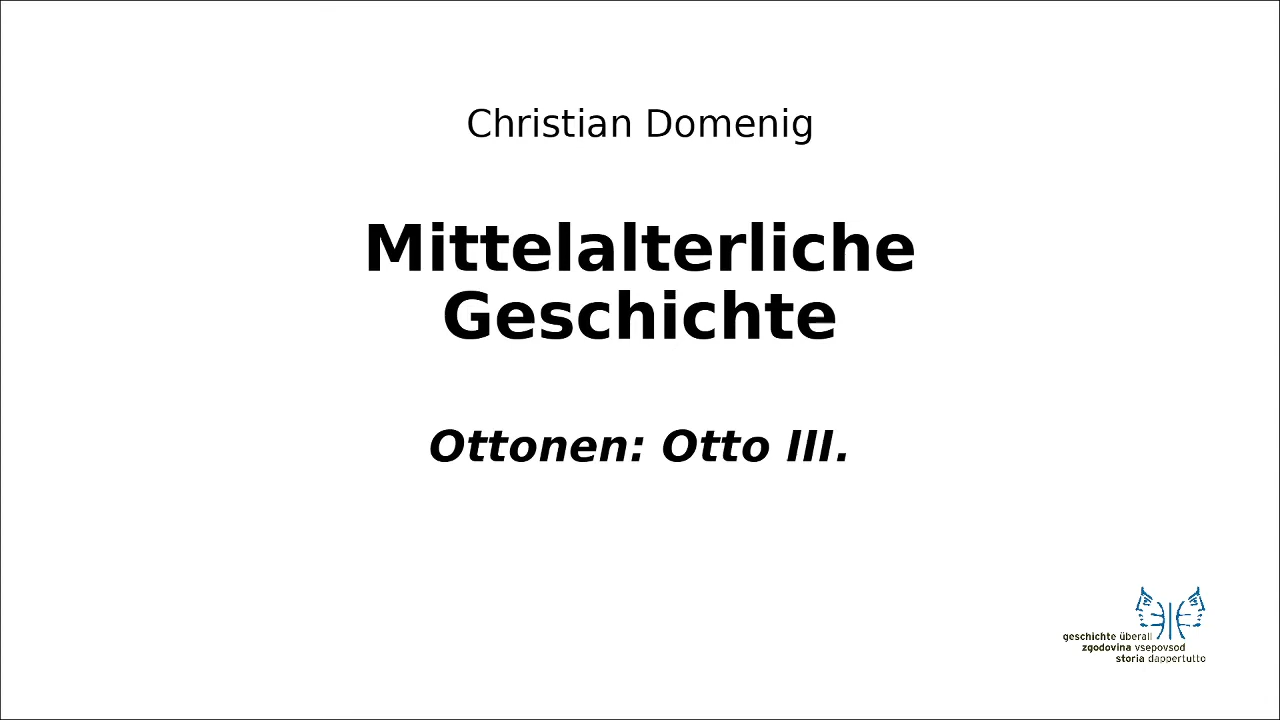 Christian Domenig
Mittelalterliche
Geschichte
Ottonen: Otto III.
geschichte überall
zgodovina vsepovsod
storia dappertutto